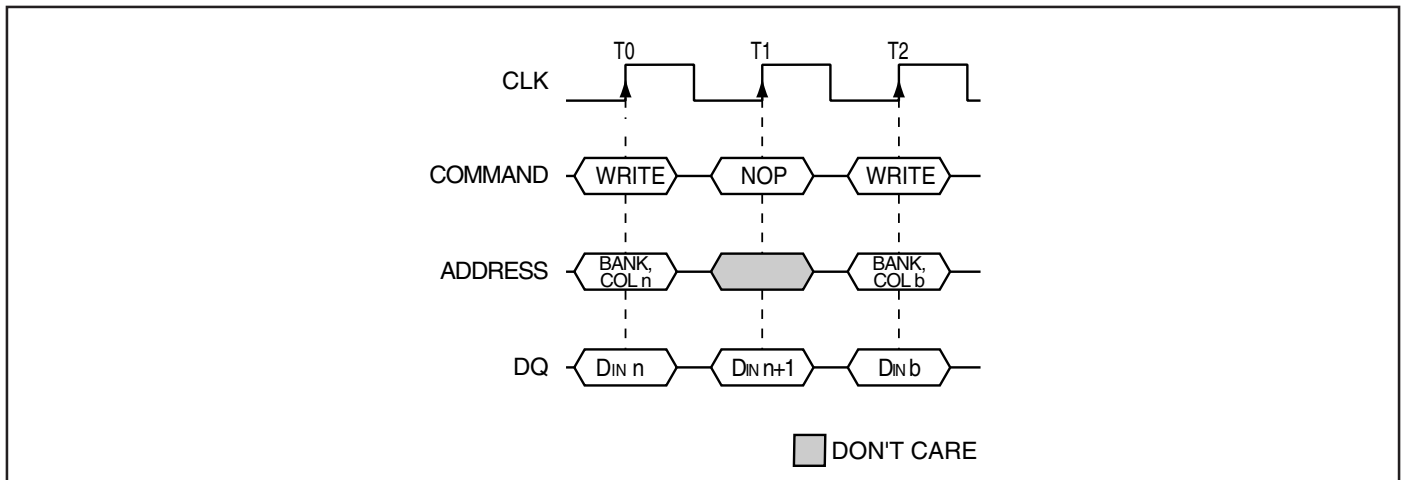 T0 T1 T2
CLK
COMMAND WRITE NOP WRITE
ADDRESS BANK, COL n BANK, COL b
DQ DIN n DIN n+1 DIN b
DON'T CARE